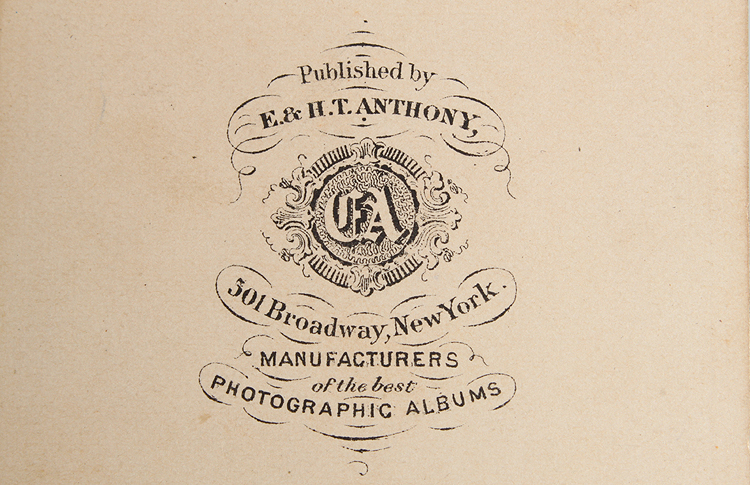 Published by
E. & H. T. ANTHONY,
EA
501 Broadway, New York.
MANUFACTURERS
of the best
PHOTOGRAPHIC ALBUMS